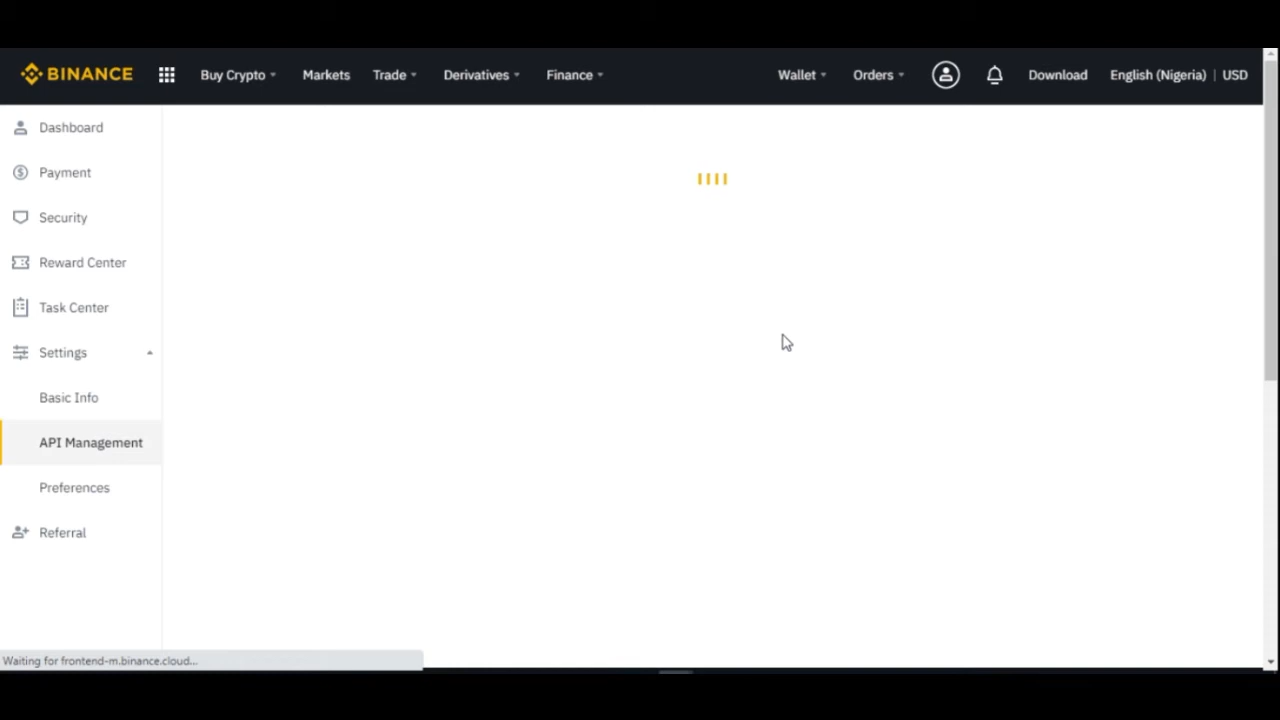 BINANCE Buy Crypto Markets Trade Derivatives Finance Wallet Orders Download English (Nigeria) | USD
Dashboard
Payment
Security
Reward Center
Task Center
Settings
Basic Info
API Management
Preferences
Referral
Waiting for frontend-m.binance.cloud...